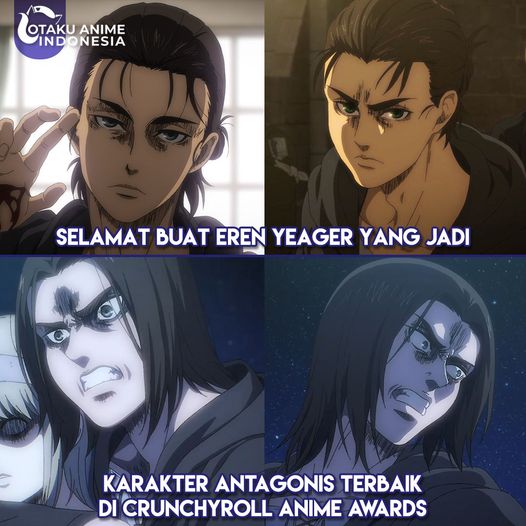 OTAKU ANIME
INDONESIA
SELAMAT BUAT EREN YEAGER YANG JADI
KARAKTER ANTAGONIS TERBAIK
DI CRUNCHYROLL ANIME AWARDS